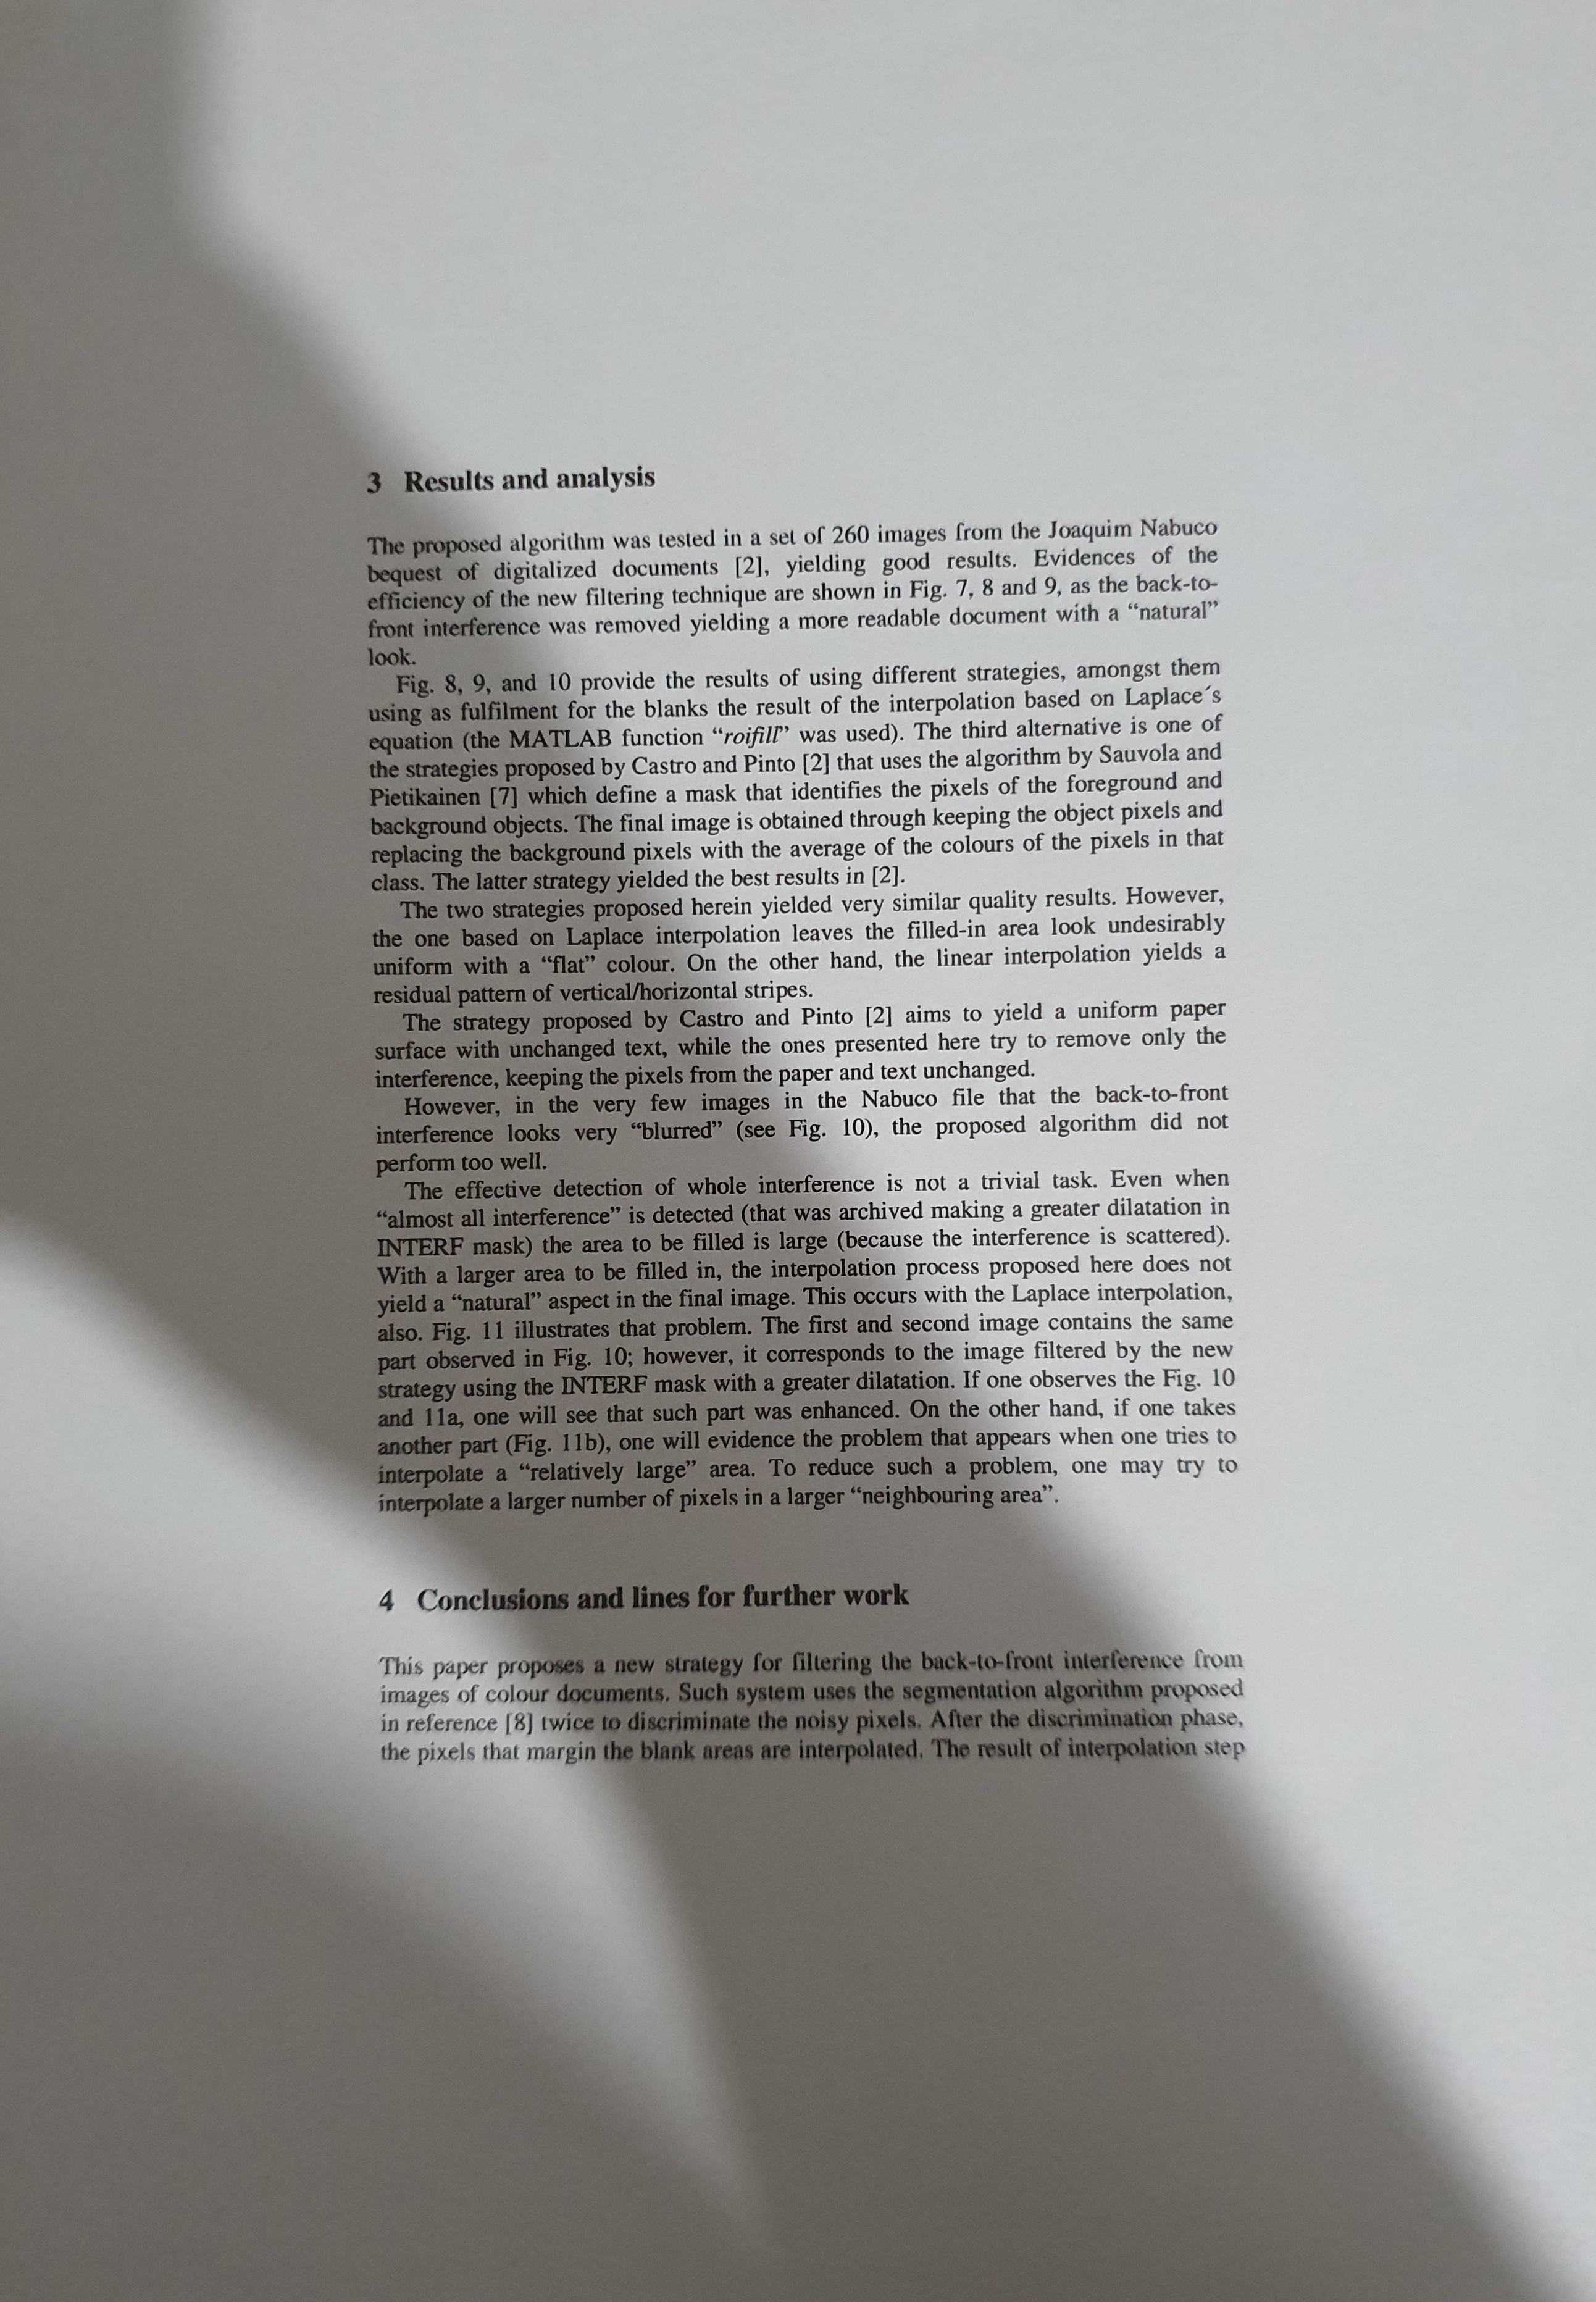 3 Results and analysis
The proposed algorithm was tested in a set of 260 images from the Joaquim Nabuco
bequest of digitalized documents [2], yielding good results. Evidences of the
efficiency of the new filtering technique are shown in Fig. 7, 8 and 9, as the back-to-
front interference was removed yielding a more readable document with a “natural”
look.
Fig. 8, 9, and 10 provide the results of using different strategies, amongst them
using as fulfilment for the blanks the result of the interpolation based on Laplace´s
equation (the MATLAB function “roifill” was used). The third alternative is one of
the strategies proposed by Castro and Pinto [2] that uses the algorithm by Sauvola and
Pietikainen [7] which define a mask that identifies the pixels of the foreground and
background objects. The final image is obtained through keeping the object pixels and
replacing the background pixels with the average of the colours of the pixels in that
class. The latter strategy yielded the best results in [2].
The two strategies proposed herein yielded very similar quality results. However,
the one based on Laplace interpolation leaves the filled-in area look undesirably
uniform with a “flat” colour. On the other hand, the linear interpolation yields a
residual pattern of vertical/horizontal stripes.
The strategy proposed by Castro and Pinto [2] aims to yield a uniform paper
surface with unchanged text, while the ones presented here try to remove only the
interference, keeping the pixels from the paper and text unchanged.
However, in the very few images in the Nabuco file that the back-to-front
interference looks very “blurred” (see Fig. 10), the proposed algorithm did not
perform too well.
The effective detection of whole interference is not a trivial task. Even when
“almost all interference” is detected (that was archived making a greater dilatation in
INTERF mask) the area to be filled is large (because the interference is scattered).
With a larger area to be filled in, the interpolation process proposed here does not
yield a “natural” aspect in the final image. This occurs with the Laplace interpolation,
also. Fig. 11 illustrates that problem. The first and second image contains the same
part observed in Fig. 10; however, it corresponds to the image filtered by the new
strategy using the INTERF mask with a greater dilatation. If one observes the Fig. 10
and 11a, one will see that such part was enhanced. On the other hand, if one takes
another part (Fig. 11b), one will evidence the problem that appears when one tries to
interpolate a “relatively large” area. To reduce such a problem, one may try to
interpolate a larger number of pixels in a larger “neighbouring area”.
4 Conclusions and lines for further work
This paper proposes a new strategy for filtering the back-to-front interference from
images of colour documents. Such system uses the segmentation algorithm proposed
in reference [8] twice to discriminate the noisy pixels. After the discrimination phase,
the pixels that margin the blank areas are interpolated. The result of interpolation step